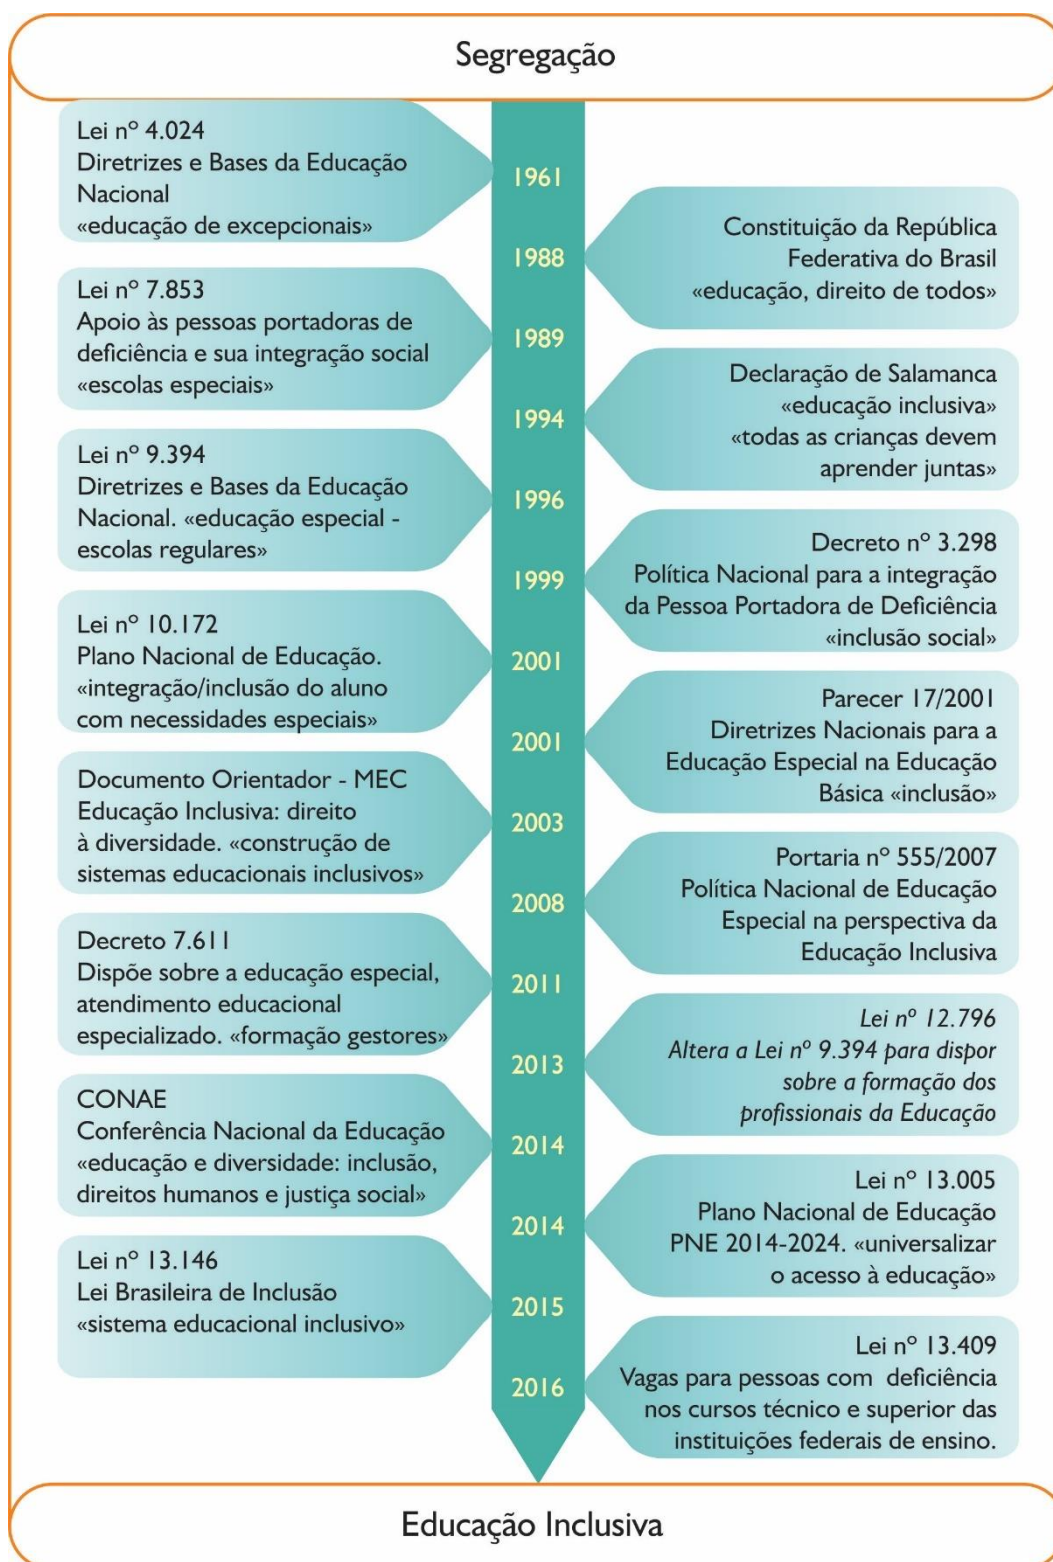 Segregação
Lei nº 4.024
Diretrizes e Bases da Educação
Nacional
«educação de excepcionais»
1961
1988
Constituição da República
Federativa do Brasil
«educação, direito de todos»
Lei nº 7.853
Apoio às pessoas portadoras de
deficiência e sua integração social
«escolas especiais»
1989
1994
Declaração de Salamanca
«educação inclusiva»
«todas as crianças devem
aprender juntas»
Lei nº 9.394
Diretrizes e Bases da Educação
Nacional. «educação especial -
escolas regulares»
1996
1999
Decreto nº 3.298
Política Nacional para a integração
da Pessoa Portadora de Deficiência
«inclusão social»
Lei nº 10.172
Plano Nacional de Educação.
«integração/inclusão do aluno
com necessidades especiais»
2001
2001
Parecer 17/2001
Diretrizes Nacionais para a
Educação Especial na Educação
Básica «inclusão»
Documento Orientador - MEC
Educação Inclusiva: direito
à diversidade. «construção de
sistemas educacionais inclusivos»
2003
2008
Portaria nº 555/2007
Política Nacional de Educação
Especial na perspectiva da
Educação Inclusiva
Decreto 7.611
Dispõe sobre a educação especial,
atendimento educacional
especializado. «formação gestores»
2011
2013
Lei nº 12.796
Altera a Lei nº 9.394 para dispor
sobre a formação dos
profissionais da Educação
CONAE
Conferência Nacional da Educação
«educação e diversidade: inclusão,
direitos humanos e justiça social»
2014
2014
Lei nº 13.005
Plano Nacional de Educação
PNE 2014-2024. «universalizar
o acesso à educação»
Lei nº 13.146
Lei Brasileira de Inclusão
«sistema educacional inclusivo»
2015
2016
Lei nº 13.409
Vagas para pessoas com deficiência
nos cursos técnico e superior das
instituições federais de ensino.
Educação Inclusiva